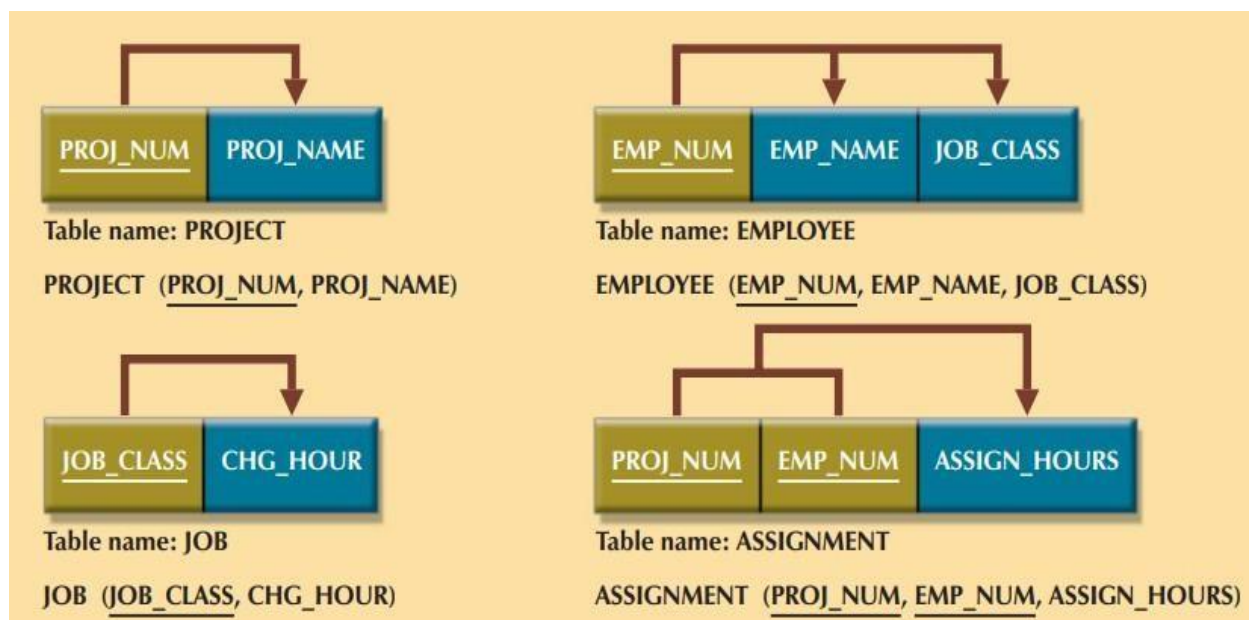 PROJ_NUM PROJ_NAME
Table name: PROJECT
PROJECT (PROJ_NUM, PROJ_NAME)
EMP_NUM EMP_NAME JOB_CLASS
Table name: EMPLOYEE
EMPLOYEE (EMP_NUM, EMP_NAME, JOB_CLASS)
JOB_CLASS CHG_HOUR
Table name: JOB
JOB (JOB_CLASS, CHG_HOUR)
PROJ_NUM EMP_NUM ASSIGN_HOURS
Table name: ASSIGNMENT
ASSIGNMENT (PROJ_NUM, EMP_NUM, ASSIGN_HOURS)